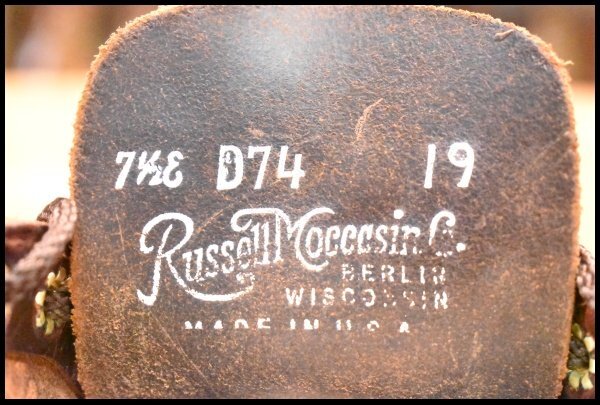 7½E D74 19
Russell Moccasin Co.
BERLIN
WISCONSIN
MADE IN U.S.A.